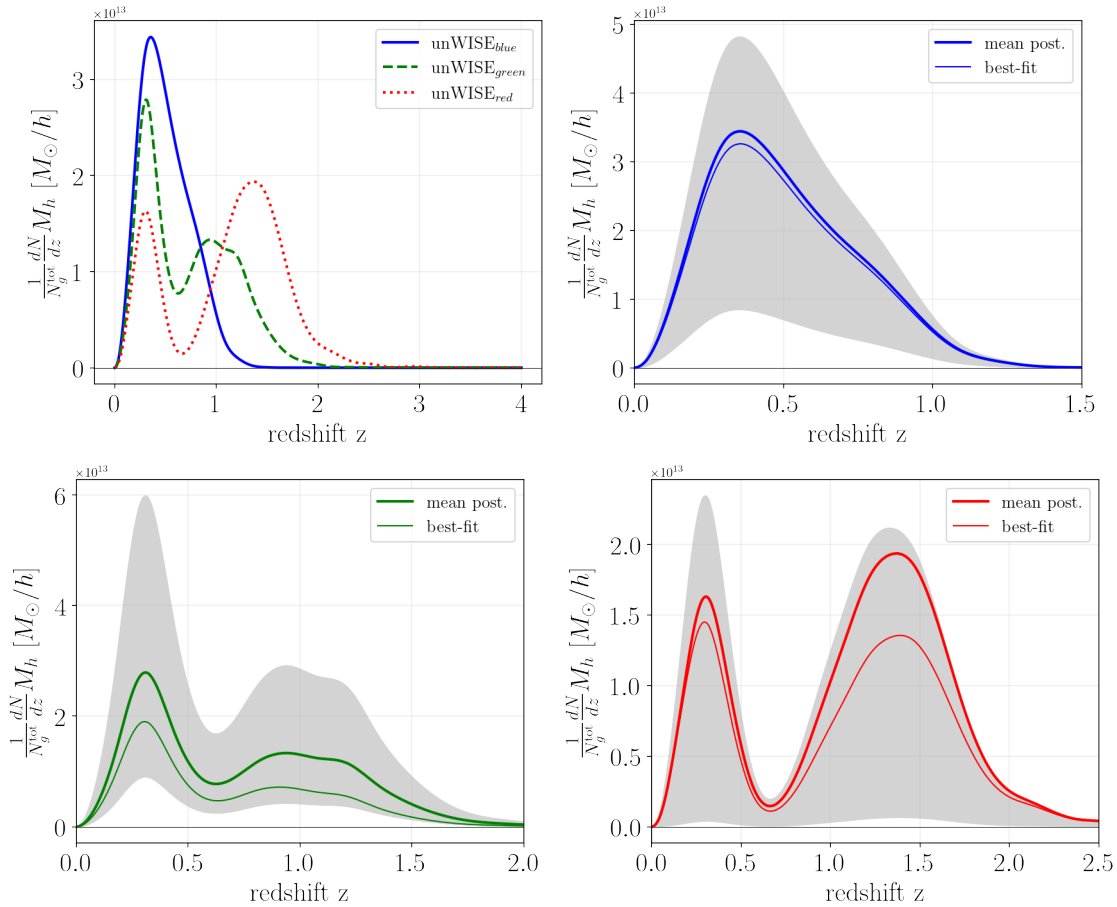 ×10^13
3
2
1
0
0 1 2 3 4
redshift z
1/N_g^tot dN/dz M_h [M_⊙/h]
unWISE_blue
unWISE_green
unWISE_red
×10^13
5
4
3
2
1
0
0.0 0.5 1.0 1.5
redshift z
1/N_g^tot dN/dz M_h [M_⊙/h]
mean post.
best-fit
×10^13
6
4
2
0
0.0 0.5 1.0 1.5 2.0
redshift z
1/N_g^tot dN/dz M_h [M_⊙/h]
mean post.
best-fit
×10^13
2.0
1.5
1.0
0.5
0.0
0.0 0.5 1.0 1.5 2.0 2.5
redshift z
1/N_g^tot dN/dz M_h [M_⊙/h]
mean post.
best-fit